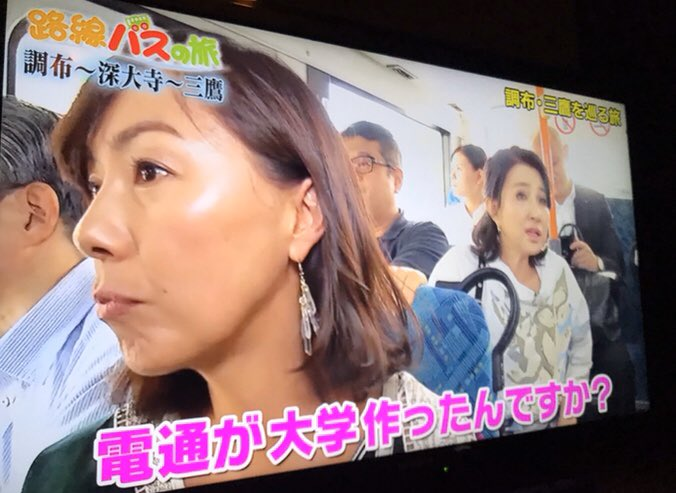 路線バスの旅
調布〜深大寺〜三鷹
調布・三鷹を巡る旅
電通が大学作ったんですか?